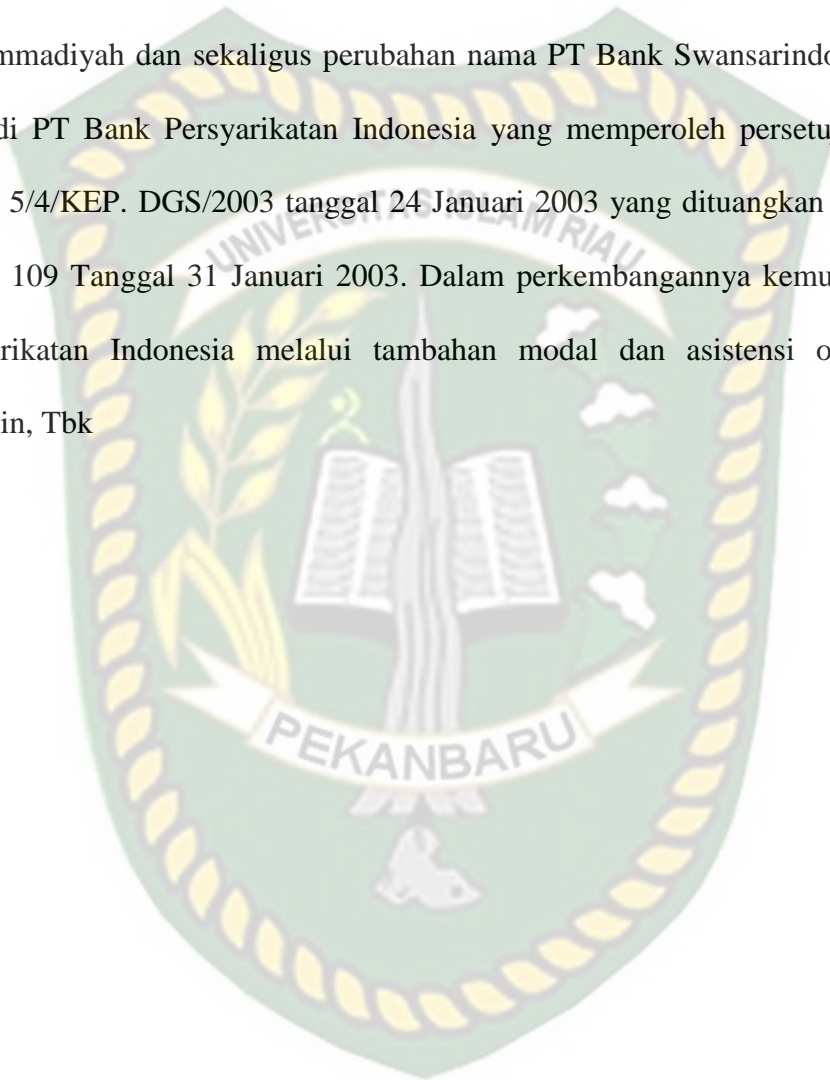 mmadiyah dan sekaligus perubahan nama PT Bank Swansarindo
di PT Bank Persyarikatan Indonesia yang memperoleh persetu
5/4/KEP. DGS/2003 tanggal 24 Januari 2003 yang dituangkan
109 Tanggal 31 Januari 2003. Dalam perkembangannya kemu
rikatan Indonesia melalui tambahan modal dan asistensi o
in, Tbk
UNIVERSITAS ISLAM RIAU
PEKANBARU